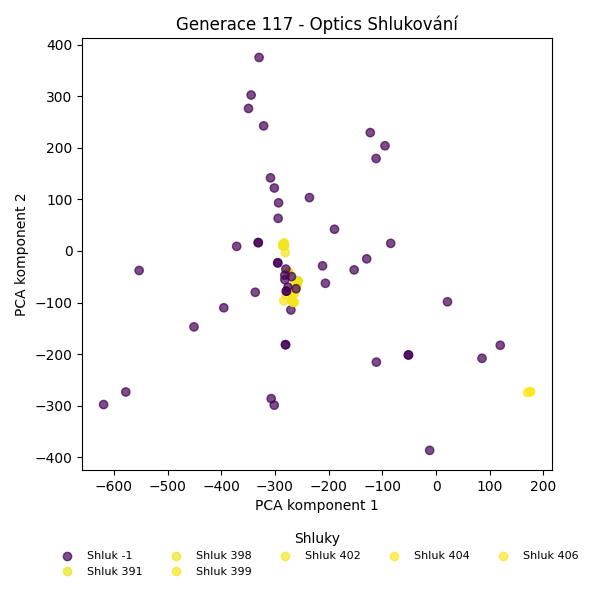 Generace 117 - Optics Shlukování
400
300
200
100
0
−100
−200
−300
−400
PCA komponent 2
−600 −500 −400 −300 −200 −100 0 100 200
PCA komponent 1
Shluky
Shluk -1 Shluk 398 Shluk 402 Shluk 404 Shluk 406
Shluk 391 Shluk 399